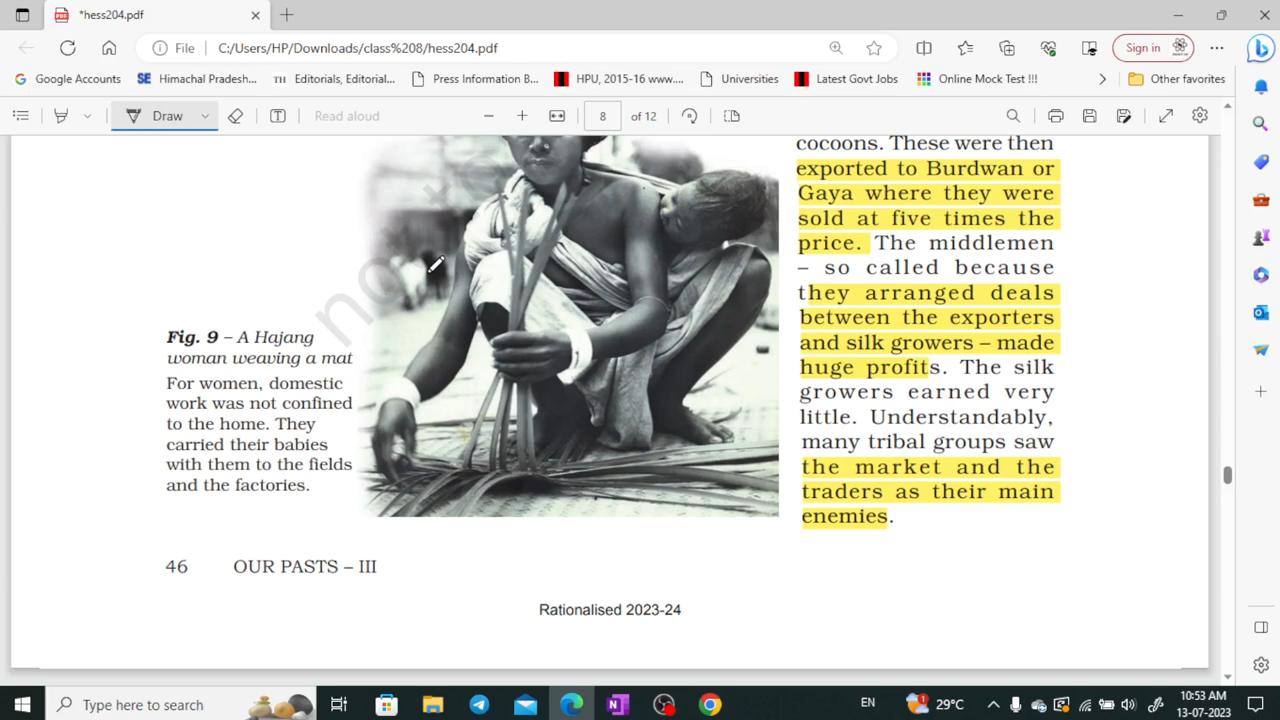 *hess204.pdf
File
C:/Users/HP/Downloads/class%208/hess204.pdf
Sign in
Google Accounts
SE Himachal Pradesh...
TH Editorials, Editorial...
Press Information B...
HPU, 2015-16 www....
Universities
Latest Govt Jobs
Online Mock Test !!!
Other favorites
Draw
Read aloud
8 of 12
cocoons. These were then
exported to Burdwan or
Gaya where they were
sold at five times the
price. The middlemen
– so called because
they arranged deals
between the exporters
and silk growers – made
huge profits. The silk
growers earned very
little. Understandably,
many tribal groups saw
the market and the
traders as their main
enemies.
Fig. 9 – A Hajang
woman weaving a mat
For women, domestic
work was not confined
to the home. They
carried their babies
with them to the fields
and the factories.
46 OUR PASTS – III
Rationalised 2023-24
Type here to search
EN
1
29°C
10:53 AM
13-07-2023